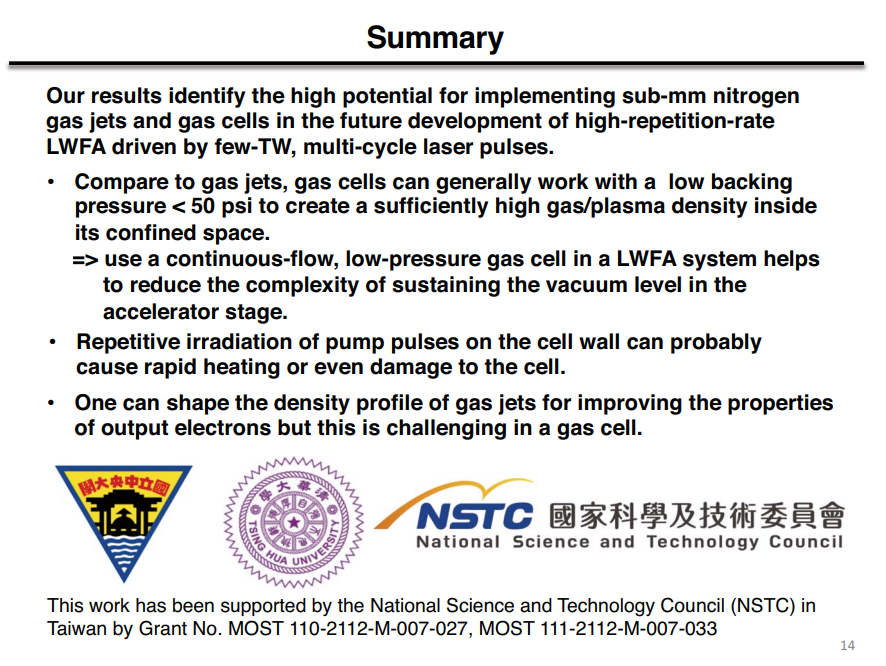 Summary
Our results identify the high potential for implementing sub-mm nitrogen
gas jets and gas cells in the future development of high-repetition-rate
LWFA driven by few-TW, multi-cycle laser pulses.
• Compare to gas jets, gas cells can generally work with a low backing
pressure < 50 psi to create a sufficiently high gas/plasma density inside
its confined space.
=> use a continuous-flow, low-pressure gas cell in a LWFA system helps
to reduce the complexity of sustaining the vacuum level in the
accelerator stage.
• Repetitive irradiation of pump pulses on the cell wall can probably
cause rapid heating or even damage to the cell.
• One can shape the density profile of gas jets for improving the properties
of output electrons but this is challenging in a gas cell.
學大央中立國
學大華清
TSING HUA UNIVERSITY
NSTC 國家科學及技術委員會
National Science and Technology Council
This work has been supported by the National Science and Technology Council (NSTC) in
Taiwan by Grant No. MOST 110-2112-M-007-027, MOST 111-2112-M-007-033
14